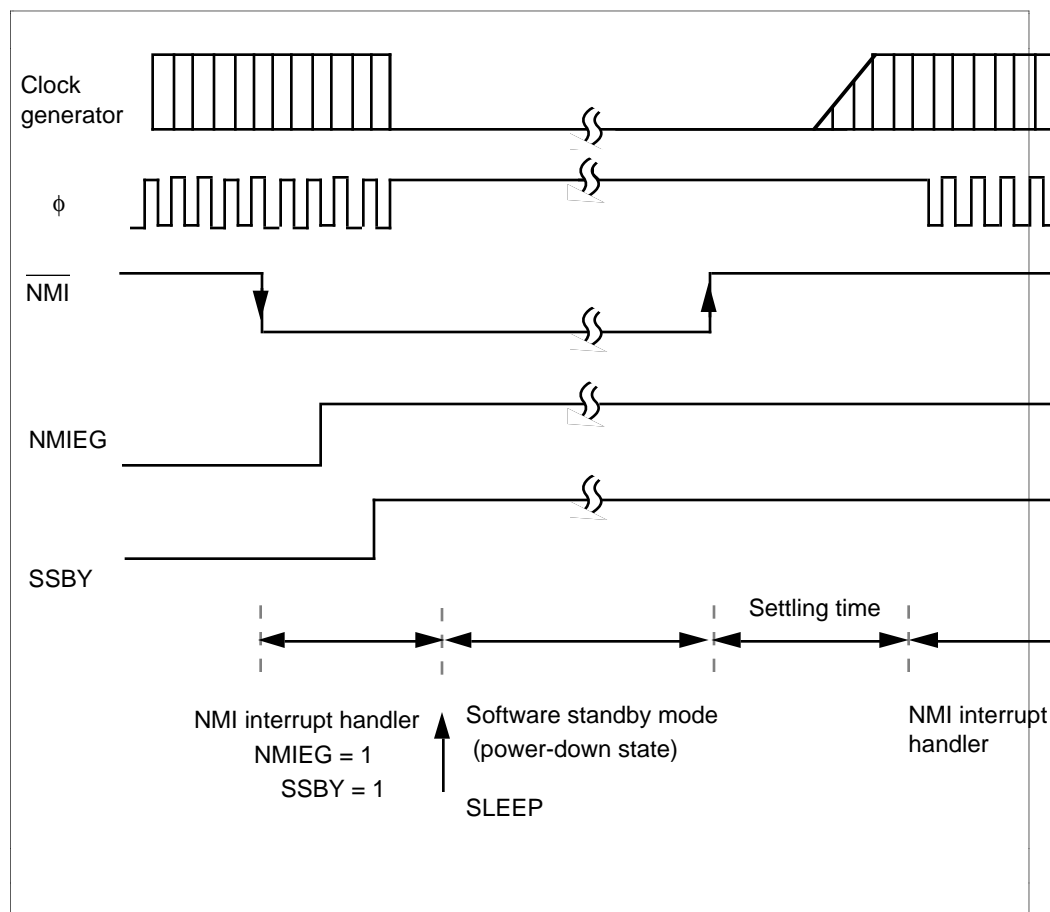 Clock
generator
ϕ
NMI
NMIEG
SSBY
Settling time
NMI interrupt handler
NMIEG = 1
SSBY = 1
Software standby mode
(power-down state)
SLEEP
NMI interrupt
handler